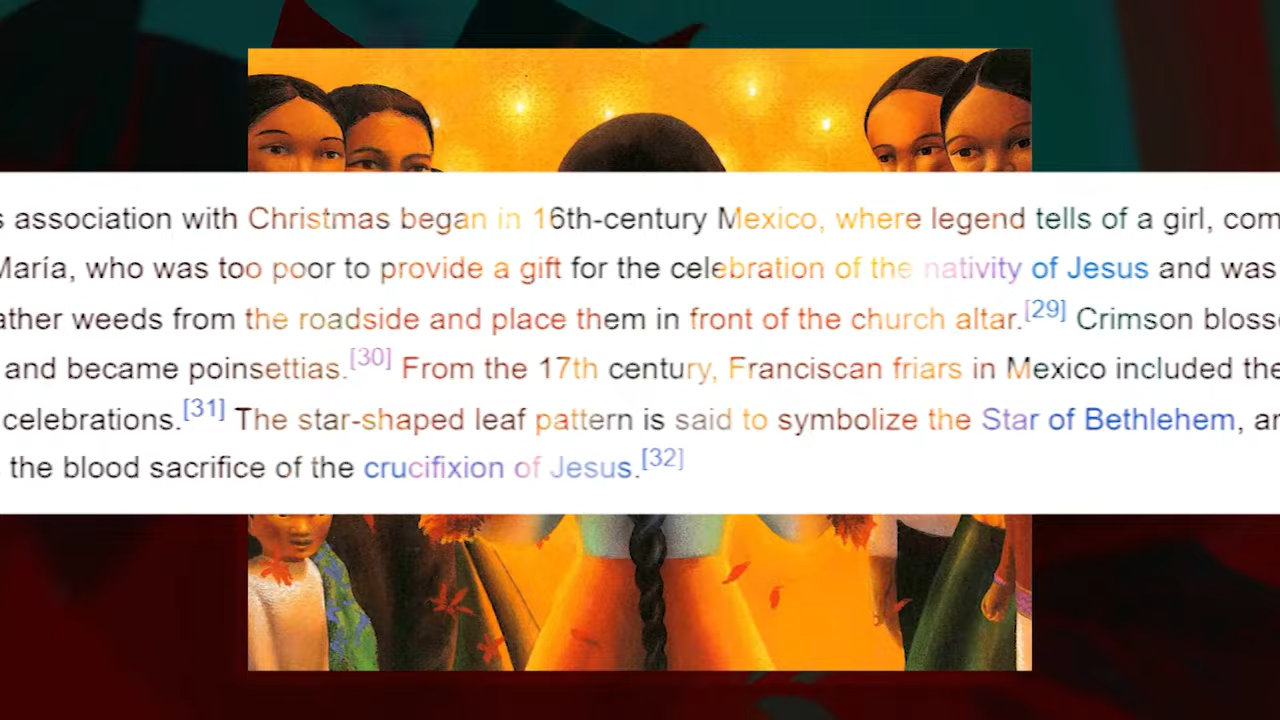 association with Christmas began in 16th-century Mexico, where legend tells of a girl, com
María, who was too poor to provide a gift for the celebration of the nativity of Jesus and was
ather weeds from the roadside and place them in front of the church altar.[29] Crimson blosso
and became poinsettias.[30] From the 17th century, Franciscan friars in Mexico included the
celebrations.[31] The star-shaped leaf pattern is said to symbolize the Star of Bethlehem, an
the blood sacrifice of the crucifixion of Jesus.[32]